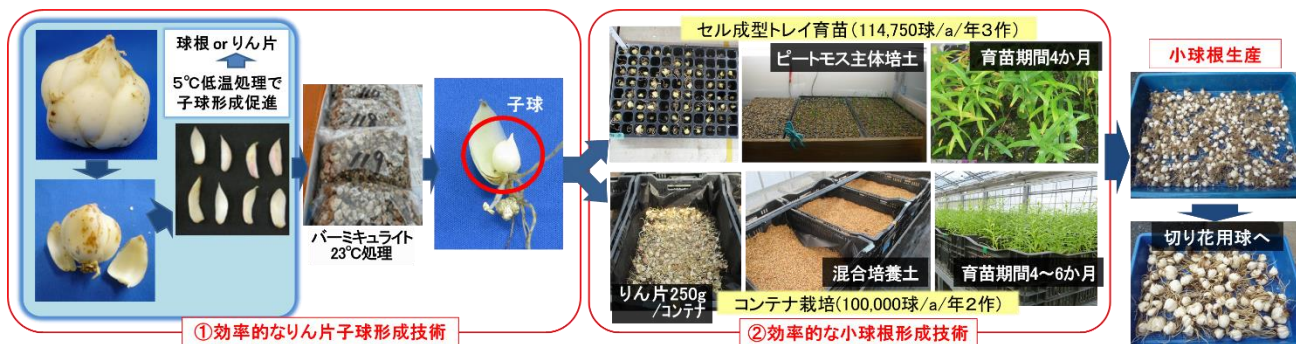 球根 or りん片
5℃低温処理で
子球形成促進
118
119
バーミキュライト
23℃処理
子球
①効率的なりん片子球形成技術
セル成型トレイ育苗(114,750球/a/年3作)
ピートモス主体培土
育苗期間4か月
りん片250g
/コンテナ
混合培養土
育苗期間4~6か月
コンテナ栽培(100,000球/a/年2作)
②効率的な小球根形成技術
小球根生産
切り花用球へ